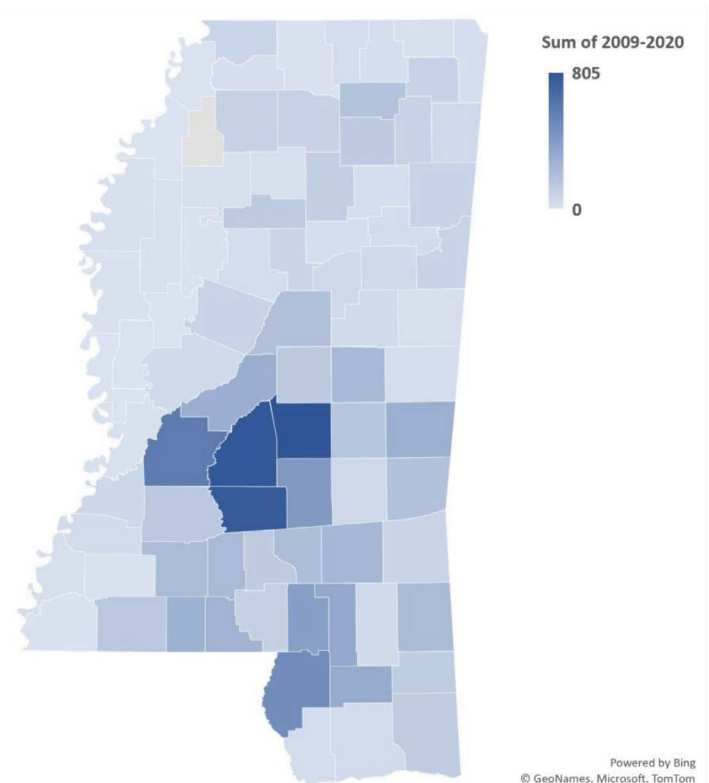 Sum of 2009-2020
805
0
Powered by Bing
© GeoNames, Microsoft, TomTom